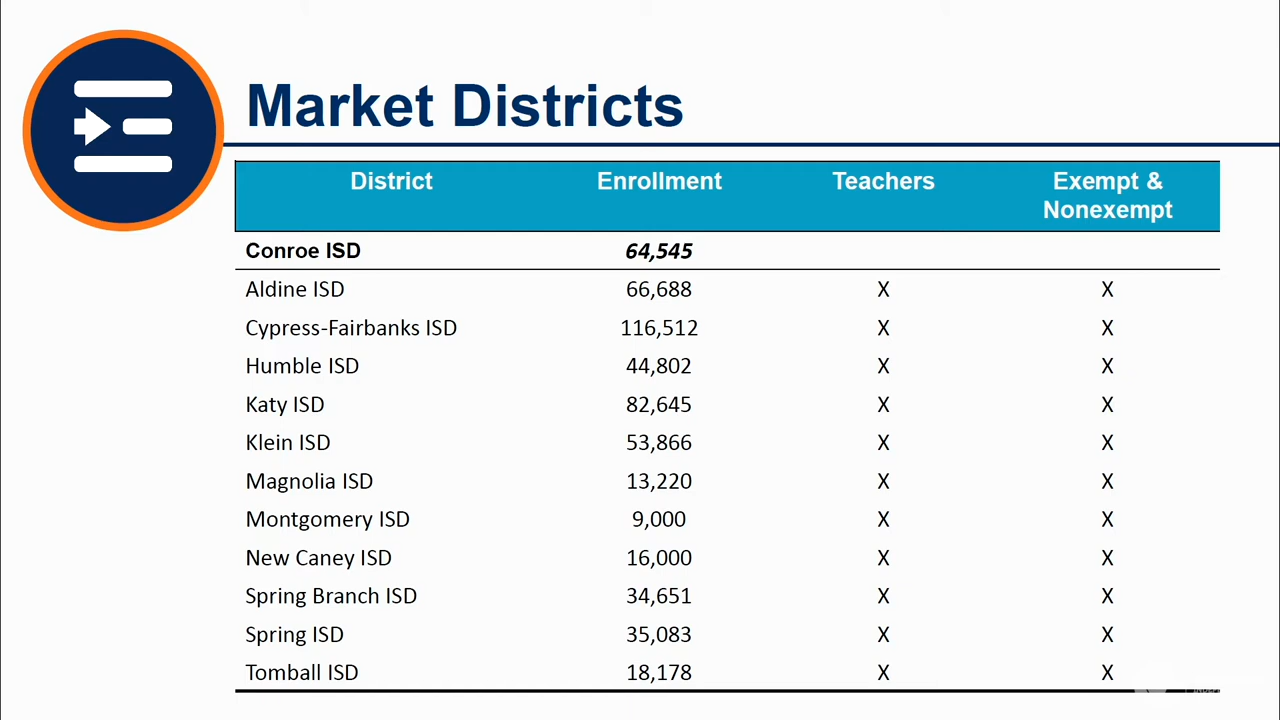 Market Districts
District Enrollment Teachers Exempt &
Nonexempt
Conroe ISD 64,545
Aldine ISD 66,688 X X
Cypress-Fairbanks ISD 116,512 X X
Humble ISD 44,802 X X
Katy ISD 82,645 X X
Klein ISD 53,866 X X
Magnolia ISD 13,220 X X
Montgomery ISD 9,000 X X
New Caney ISD 16,000 X X
Spring Branch ISD 34,651 X X
Spring ISD 35,083 X X
Tomball ISD 18,178 X X